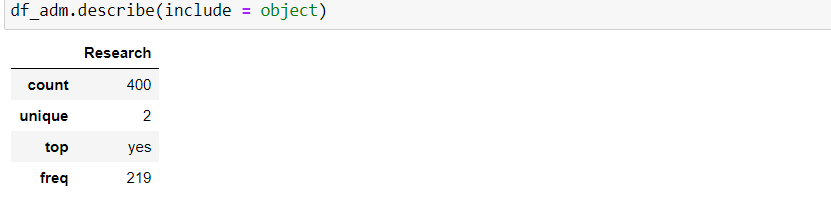 df_adm.describe(include = object)
Research
count 400
unique 2
top yes
freq 219